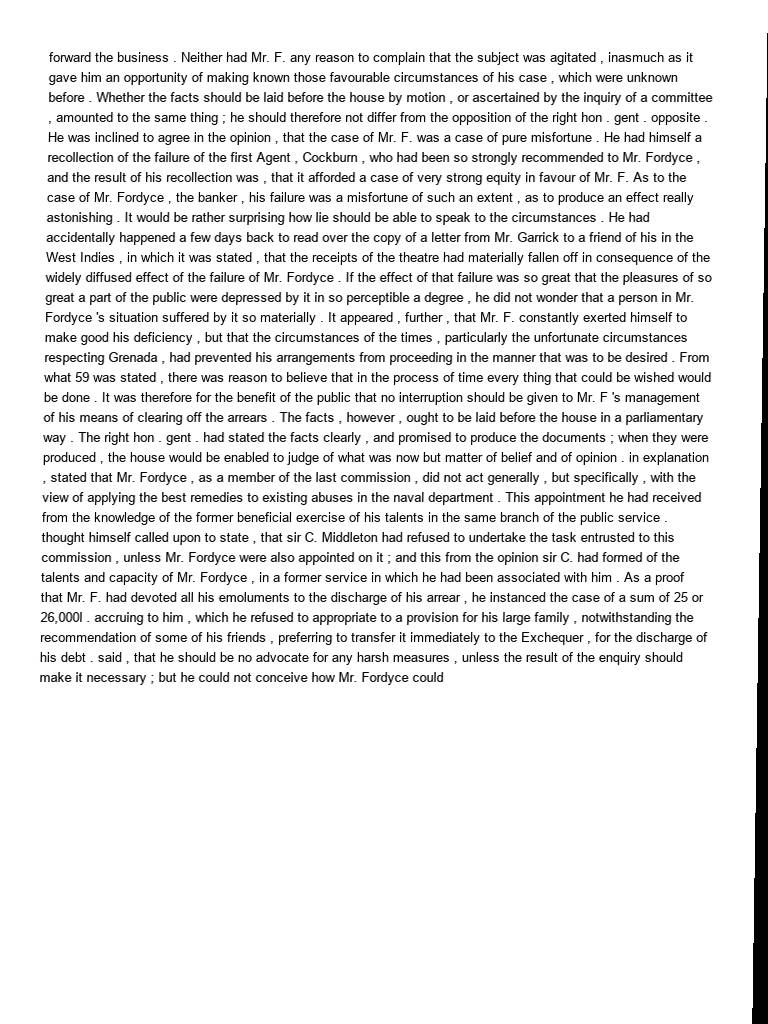 forward the business . Neither had Mr. F. any reason to complain that the subject was agitated , inasmuch as it
gave him an opportunity of making known those favourable circumstances of his case , which were unknown
before . Whether the facts should be laid before the house by motion , or ascertained by the inquiry of a committee
, amounted to the same thing ; he should therefore not differ from the opposition of the right hon . gent . opposite .
He was inclined to agree in the opinion , that the case of Mr. F. was a case of pure misfortune . He had himself a
recollection of the failure of the first Agent , Cockburn , who had been so strongly recommended to Mr. Fordyce ,
and the result of his recollection was , that it afforded a case of very strong equity in favour of Mr. F. As to the
case of Mr. Fordyce , the banker , his failure was a misfortune of such an extent , as to produce an effect really
astonishing . It would be rather surprising how lie should be able to speak to the circumstances . He had
accidentally happened a few days back to read over the copy of a letter from Mr. Garrick to a friend of his in the
West Indies , in which it was stated , that the receipts of the theatre had materially fallen off in consequence of the
widely diffused effect of the failure of Mr. Fordyce . If the effect of that failure was so great that the pleasures of so
great a part of the public were depressed by it in so perceptible a degree , he did not wonder that a person in Mr.
Fordyce 's situation suffered by it so materially . It appeared , further , that Mr. F. constantly exerted himself to
make good his deficiency , but that the circumstances of the times , particularly the unfortunate circumstances
respecting Grenada , had prevented his arrangements from proceeding in the manner that was to be desired . From
what 59 was stated , there was reason to believe that in the process of time every thing that could be wished would
be done . It was therefore for the benefit of the public that no interruption should be given to Mr. F 's management
of his means of clearing off the arrears . The facts , however , ought to be laid before the house in a parliamentary
way . The right hon . gent . had stated the facts clearly , and promised to produce the documents ; when they were
produced , the house would be enabled to judge of what was now but matter of belief and of opinion . in explanation
, stated that Mr. Fordyce , as a member of the last commission , did not act generally , but specifically , with the
view of applying the best remedies to existing abuses in the naval department . This appointment he had received
from the knowledge of the former beneficial exercise of his talents in the same branch of the public service .
thought himself called upon to state , that sir C. Middleton had refused to undertake the task entrusted to this
commission , unless Mr. Fordyce were also appointed on it ; and this from the opinion sir C. had formed of the
talents and capacity of Mr. Fordyce , in a former service in which he had been associated with him . As a proof
that Mr. F. had devoted all his emoluments to the discharge of his arrear , he instanced the case of a sum of 25 or
26,000l . accruing to him , which he refused to appropriate to a provision for his large family , notwithstanding the
recommendation of some of his friends , preferring to transfer it immediately to the Exchequer , for the discharge of
his debt . said , that he should be no advocate for any harsh measures , unless the result of the enquiry should
make it necessary ; but he could not conceive how Mr. Fordyce could